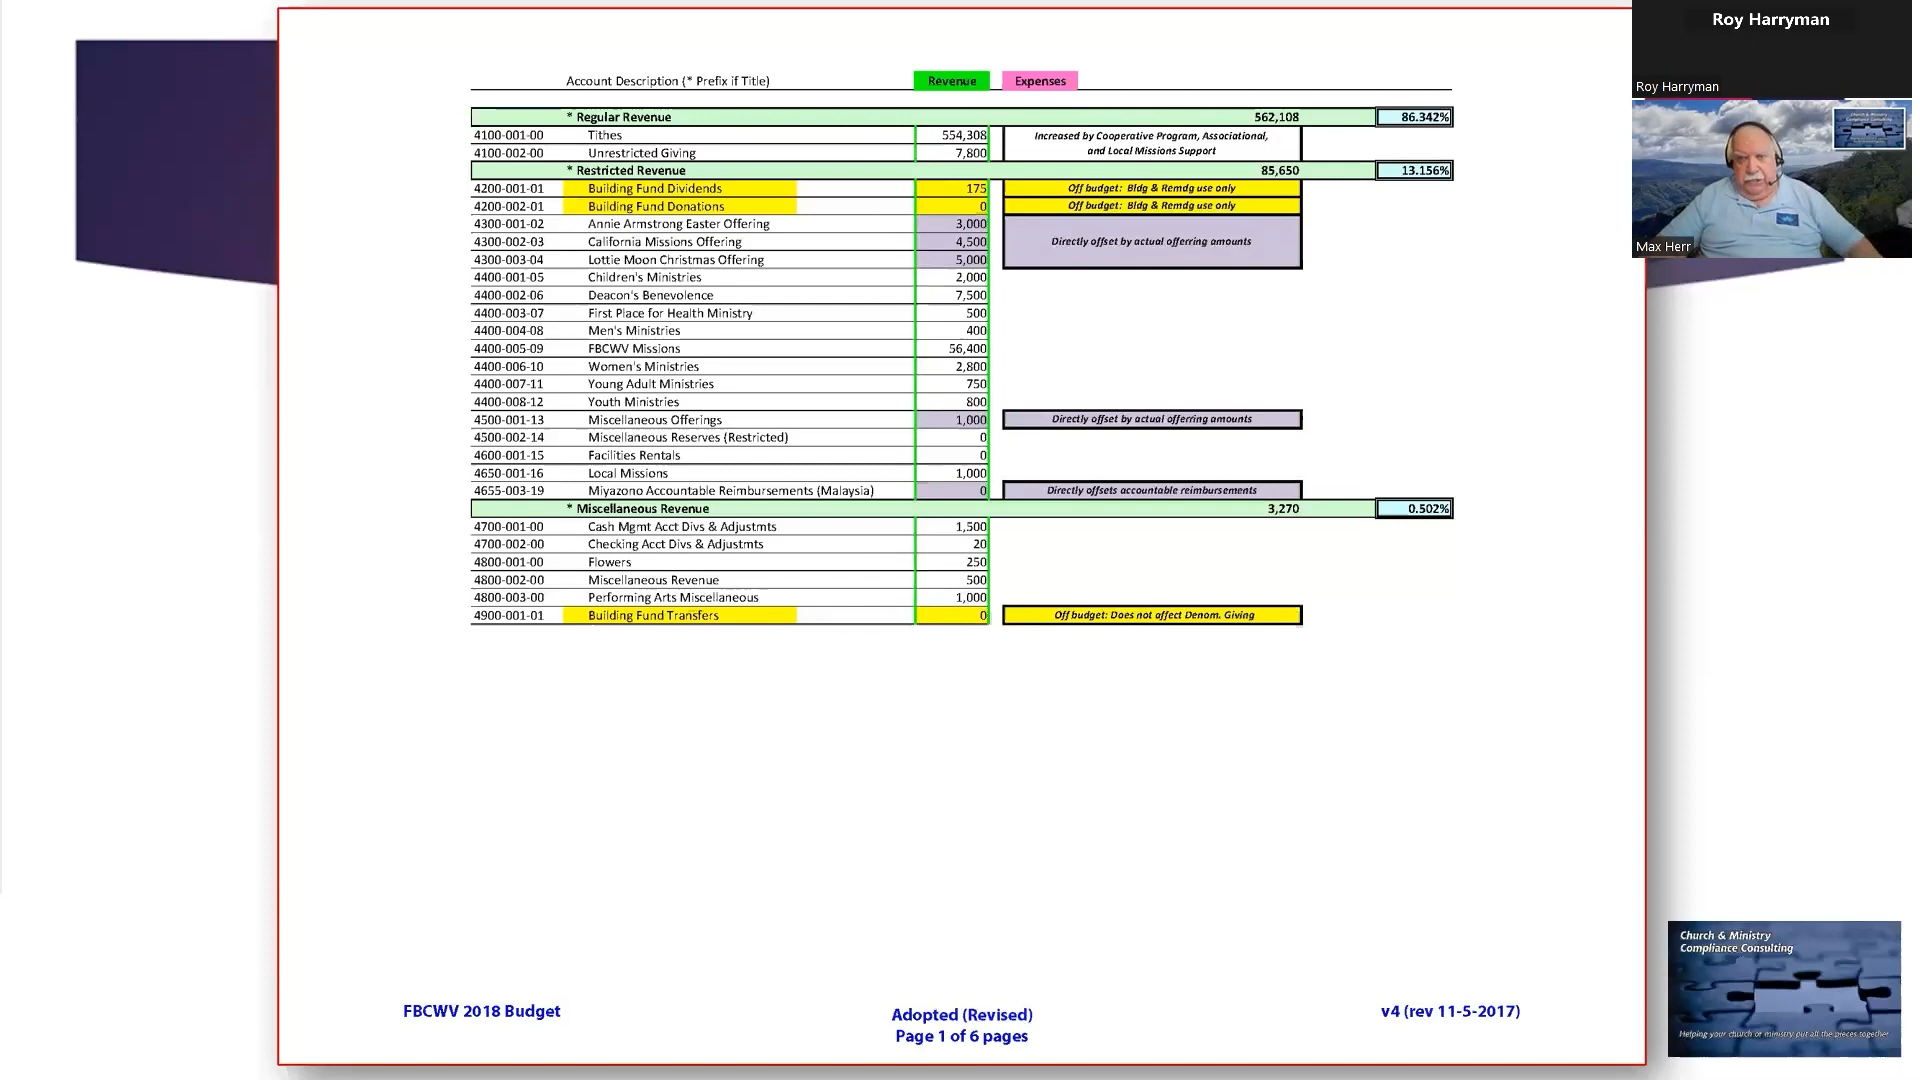 Account Description (* Prefix if Title) Revenue Expenses
* Regular Revenue 562,108 86.342%
4100-001-00 Tithes 554,308 Increased by Cooperative Program, Associational,
4100-002-00 Unrestricted Giving 7,800 and Local Missions Support
* Restricted Revenue 85,650 13.156%
4200-001-01 Building Fund Dividends 175 Off budget: Bldg & Remdg use only
4200-002-01 Building Fund Donations 0 Off budget: Bldg & Remdg use only
4300-001-02 Annie Armstrong Easter Offering 3,000
4300-002-03 California Missions Offering 4,500 Directly offset by actual offerring amounts
4300-003-04 Lottie Moon Christmas Offering 5,000
4400-001-05 Children's Ministries 2,000
4400-002-06 Deacon's Benevolence 7,500
4400-003-07 First Place for Health Ministry 500
4400-004-08 Men's Ministries 400
4400-005-09 FBCWV Missions 56,400
4400-006-10 Women's Ministries 2,800
4400-007-11 Young Adult Ministries 750
4400-008-12 Youth Ministries 800
4500-001-13 Miscellaneous Offerings 1,000 Directly offset by actual offerring amounts
4500-002-14 Miscellaneous Reserves (Restricted) 0
4600-001-15 Facilities Rentals 0
4650-001-16 Local Missions 1,000
4655-003-19 Miyazono Accountable Reimbursements (Malaysia) 0 Directly offsets accountable reimbursements
* Miscellaneous Revenue 3,270 0.502%
4700-001-00 Cash Mgmt Acct Divs & Adjustmts 1,500
4700-002-00 Checking Acct Divs & Adjustmts 20
4800-001-00 Flowers 250
4800-002-00 Miscellaneous Revenue 500
4800-003-00 Performing Arts Miscellaneous 1,000
4900-001-01 Building Fund Transfers 0 Off budget: Does not affect Denom. Giving
FBCWV 2018 Budget
Adopted (Revised)
Page 1 of 6 pages
v4 (rev 11-5-2017)
Roy Harryman
Roy Harryman
Church & Ministry
Compliance Consulting
Max Herr
Church & Ministry
Compliance Consulting
Helping your church or ministry put all the pieces together